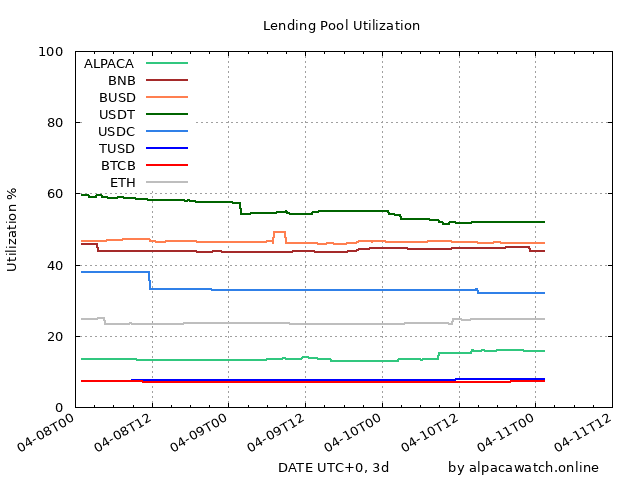 Lending Pool Utilization
Utilization %
100
80
60
40
20
0
ALPACA
BNB
BUSD
USDT
USDC
TUSD
BTCB
ETH
04-08T00
04-08T12
04-09T00
04-09T12
04-10T00
04-10T12
04-11T00
04-11T12
DATE UTC+0, 3d
by alpacawatch.online